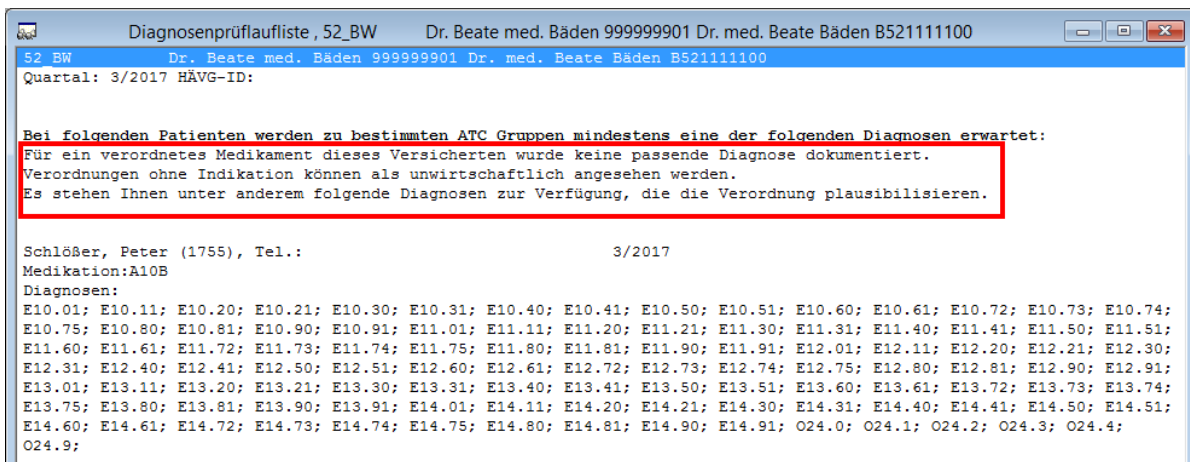 Diagnosenprüflaufliste , 52_BW Dr. Beate med. Bäden 999999901 Dr. med. Beate Bäden B521111100
52_BW Dr. Beate med. Bäden 999999901 Dr. med. Beate Bäden B521111100
Quartal: 3/2017 HÄVG-ID:
Bei folgenden Patienten werden zu bestimmten ATC Gruppen mindestens eine der folgenden Diagnosen erwartet:
Für ein verordnetes Medikament dieses Versicherten wurde keine passende Diagnose dokumentiert.
Verordnungen ohne Indikation können als unwirtschaftlich angesehen werden.
Es stehen Ihnen unter anderem folgende Diagnosen zur Verfügung, die die Verordnung plausibilisieren.
Schlößer, Peter (1755), Tel.: 3/2017
Medikation:A10B
Diagnosen:
E10.01; E10.11; E10.20; E10.21; E10.30; E10.31; E10.40; E10.41; E10.50; E10.51; E10.60; E10.61; E10.72; E10.73; E10.74;
E10.75; E10.80; E10.81; E10.90; E10.91; E11.01; E11.11; E11.20; E11.21; E11.30; E11.31; E11.40; E11.41; E11.50; E11.51;
E11.60; E11.61; E11.72; E11.73; E11.74; E11.75; E11.80; E11.81; E11.90; E11.91; E12.01; E12.11; E12.20; E12.21; E12.30;
E12.31; E12.40; E12.41; E12.50; E12.51; E12.60; E12.61; E12.72; E12.73; E12.74; E12.75; E12.80; E12.81; E12.90; E12.91;
E13.01; E13.11; E13.20; E13.21; E13.30; E13.31; E13.40; E13.41; E13.50; E13.51; E13.60; E13.61; E13.72; E13.73; E13.74;
E13.75; E13.80; E13.81; E13.90; E13.91; E14.01; E14.11; E14.20; E14.21; E14.30; E14.31; E14.40; E14.41; E14.50; E14.51;
E14.60; E14.61; E14.72; E14.73; E14.74; E14.75; E14.80; E14.81; E14.90; E14.91; O24.0; O24.1; O24.2; O24.3; O24.4;
O24.9;